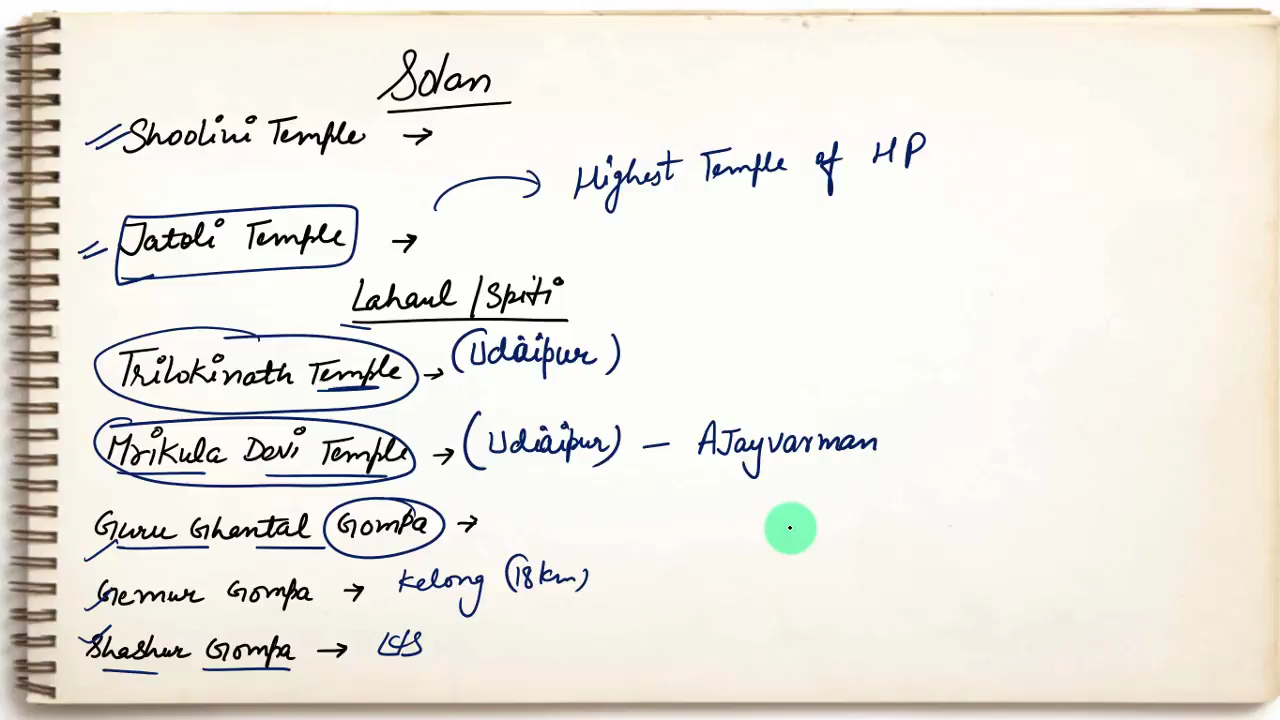 Solan
Shoolini Temple →
Highest Temple of HP
Jatoli Temple →
Lahaul / Spiti
Trilokinath Temple → (Udaipur)
Mrikula Devi Temple → (Udaipur) – AJayvarman
Guru Ghantal Gompa →
Gemur Gompa → Kelong (18km)
Shashur Gompa → L/S